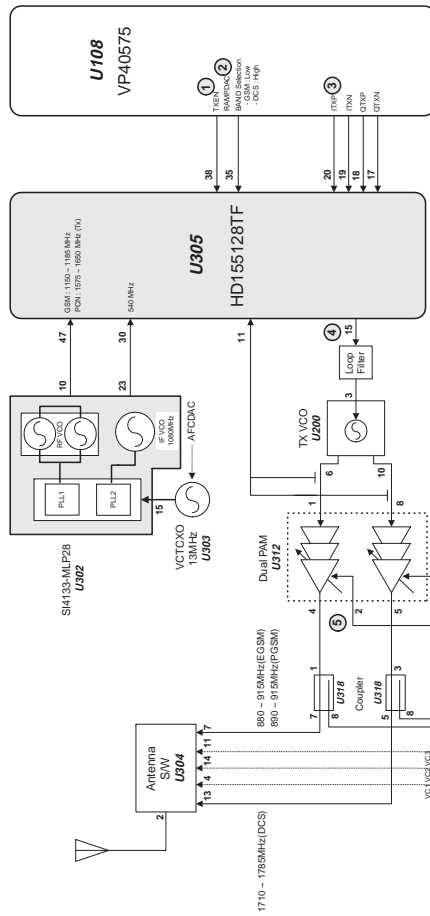 U108
VP40575
1
TXEN
2
RAMPDAC
BAND Selection
- GSM : Low
- DCS : High
3
ITXP
ITXN
QTXP
QTXN
38
35
20
19
18
17
U305
HD155128TF
GSM : 1150 ~ 1185 MHz
PCN : 1575 ~ 1650 MHz (Tx)
540 MHz
47
30
11
4
15
10
23
RF VCO
IF VCO
1080MHz
PLL1
PLL2
15
AFCDAC
SI4133-MLP28
U302
VCTCXO
13MHz
U303
Loop
Filter
3
TX VCO
U200
6
10
1
8
Dual PAM
U312
4
2
5
5
880 ~ 915MHz(EGSM)
890 ~ 915MHz(PGSM)
1
U318
7
8
Coupler
3
U318
5
8
Antenna
S/W
U304
7
11
14
4
13
2
VC1 VC2 VC3
1710 ~ 1785MHz(DCS)